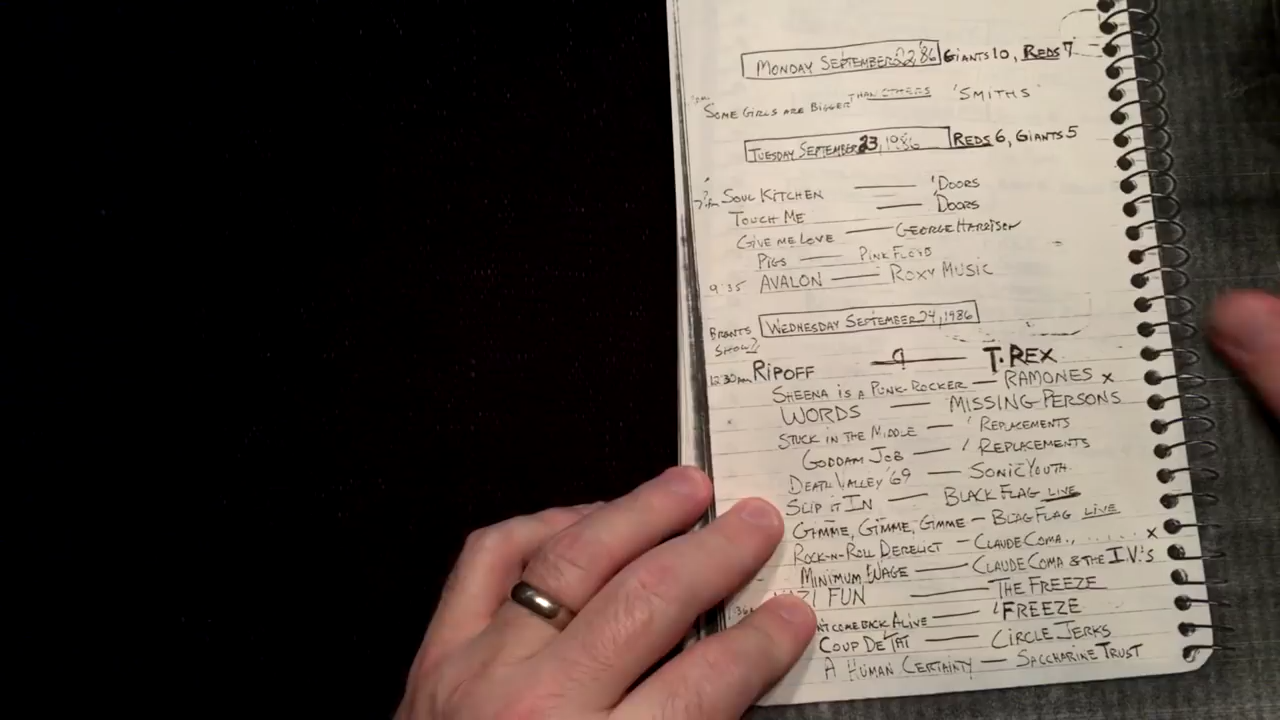 MONDAY SEPTEMBER 22, '86 GIANTS 10, REDS 7
SOME GIRLS ARE BIGGER THAN OTHERS 'SMITHS'
TUESDAY SEPTEMBER 23, 1986 REDS 6, GIANTS 5
SOUL KITCHEN — 'DOORS
TOUCH ME — 'DOORS
GIVE ME LOVE — GEORGE HARRISON
PIGS — PINK FLOYD
9:35 AVALON — ROXY MUSIC
BRANTS SHOW? WEDNESDAY SEPTEMBER 24, 1986
12:30am RIPOFF — T. REX
SHEENA IS A PUNK-ROCKER — RAMONES x
WORDS — MISSING PERSONS
STUCK IN THE MIDDLE — ' REPLACEMENTS
GODDAM JOB — ' REPLACEMENTS
DEATH VALLEY '69 — SONIC YOUTH
SLIP IT IN — BLACK FLAG LIVE
GIMME, GIMME, GIMME — BLAG FLAG LIVE
ROCK-N-ROLL DERELICT — CLAUDE COMA.,...... x
MINIMUM WAGE — CLAUDE COMA & THE I.V.'S
FUN — THE FREEZE
COME BACK ALIVE — 'FREEZE
COUP DE TAT — CIRCLE JERKS
A HUMAN CERTAINTY — SACCHARINE TRUST